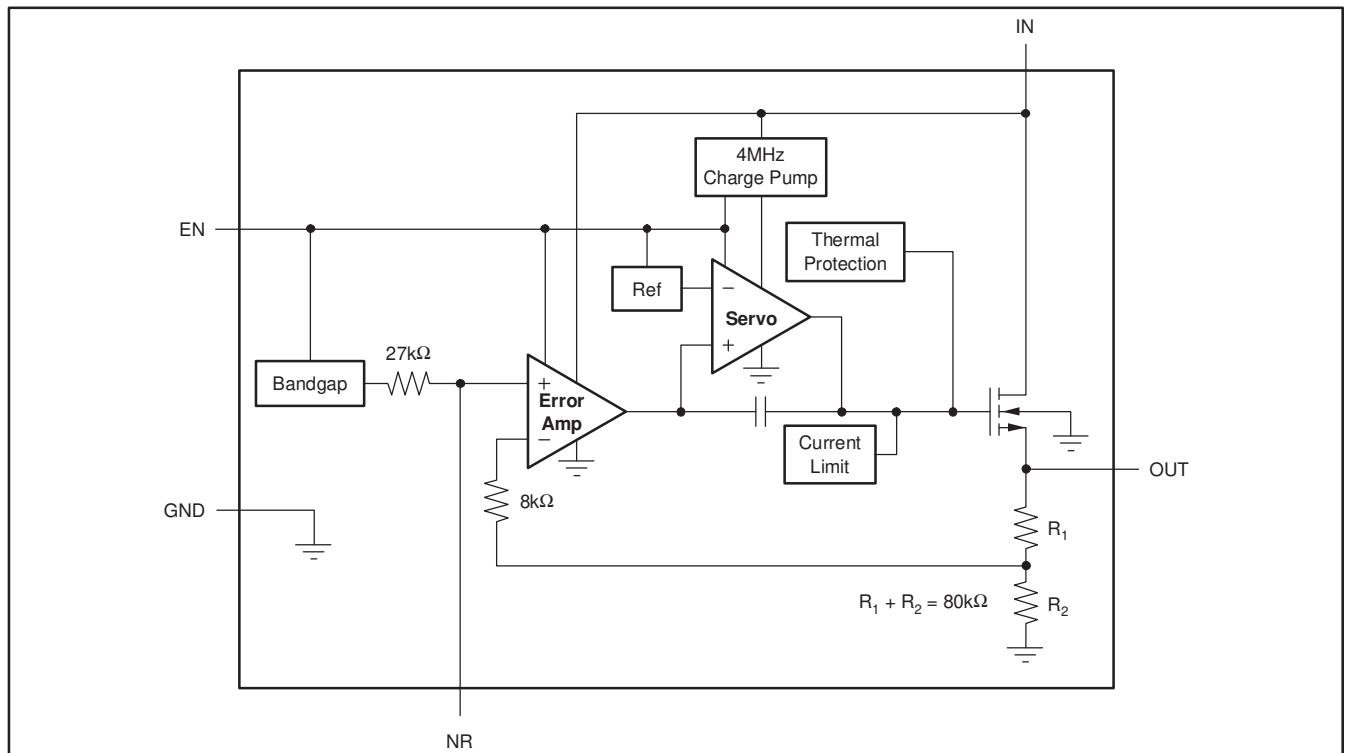 IN
4MHz
Charge Pump
EN
Thermal
Protection
Ref
−
Servo
+
27kΩ
Bandgap
+
Error
Amp
−
Current
Limit
OUT
8kΩ
GND
R1
R1 + R2 = 80kΩ
R2
NR